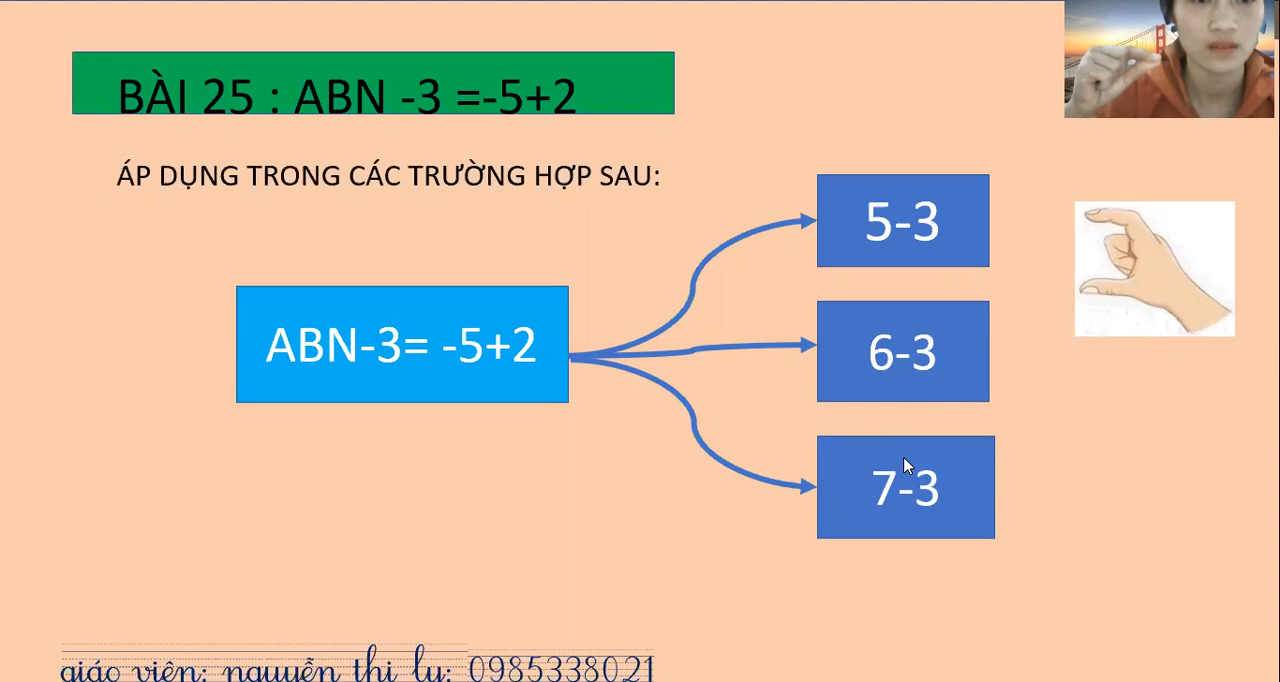 BÀI 25 : ABN -3 =-5+2
ÁP DỤNG TRONG CÁC TRƯỜNG HỢP SAU:
5-3
ABN-3= -5+2
6-3
7-3
giáo viên: nguyễn thị ly: 0985338021